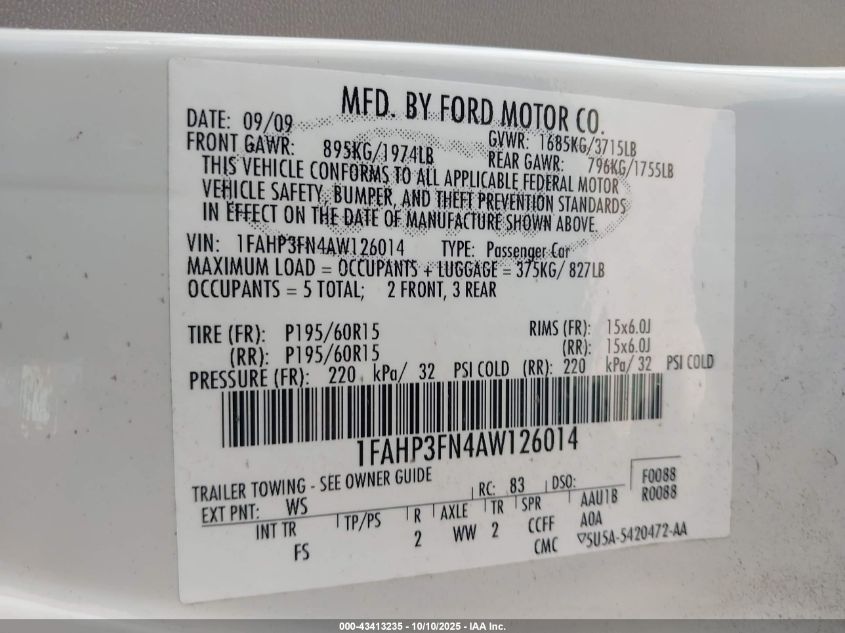 MFD. BY FORD MOTOR CO.
DATE: 09/09 GVWR: 1685KG/3715LB
FRONT GAWR: 895KG/1974LB REAR GAWR: 796KG/1755LB
THIS VEHICLE CONFORMS TO ALL APPLICABLE FEDERAL MOTOR
VEHICLE SAFETY, BUMPER, AND THEFT PREVENTION STANDARDS
IN EFFECT ON THE DATE OF MANUFACTURE SHOWN ABOVE.
VIN: 1FAHP3FN4AW126014 TYPE: Passenger Car
MAXIMUM LOAD = OCCUPANTS + LUGGAGE = 375KG/ 827LB
OCCUPANTS = 5 TOTAL; 2 FRONT, 3 REAR
TIRE (FR): P195/60R15 RIMS (FR): 15x6.0J
(RR): P195/60R15 (RR): 15x6.0J
PRESSURE (FR): 220 kPa/ 32 PSI COLD (RR): 220 kPa/ 32 PSI COLD
1FAHP3FN4AW126014
TRAILER TOWING - SEE OWNER GUIDE
EXT PNT: WS RC: 83 DSO: F0088
INT TR TP/PS R AXLE TR SPR AAU1B R0088
FS 2 WW 2 CCFF A0A
CMC ▽5U5A-5420472-AA
000-43413235 - 10/10/2025 - IAA Inc.